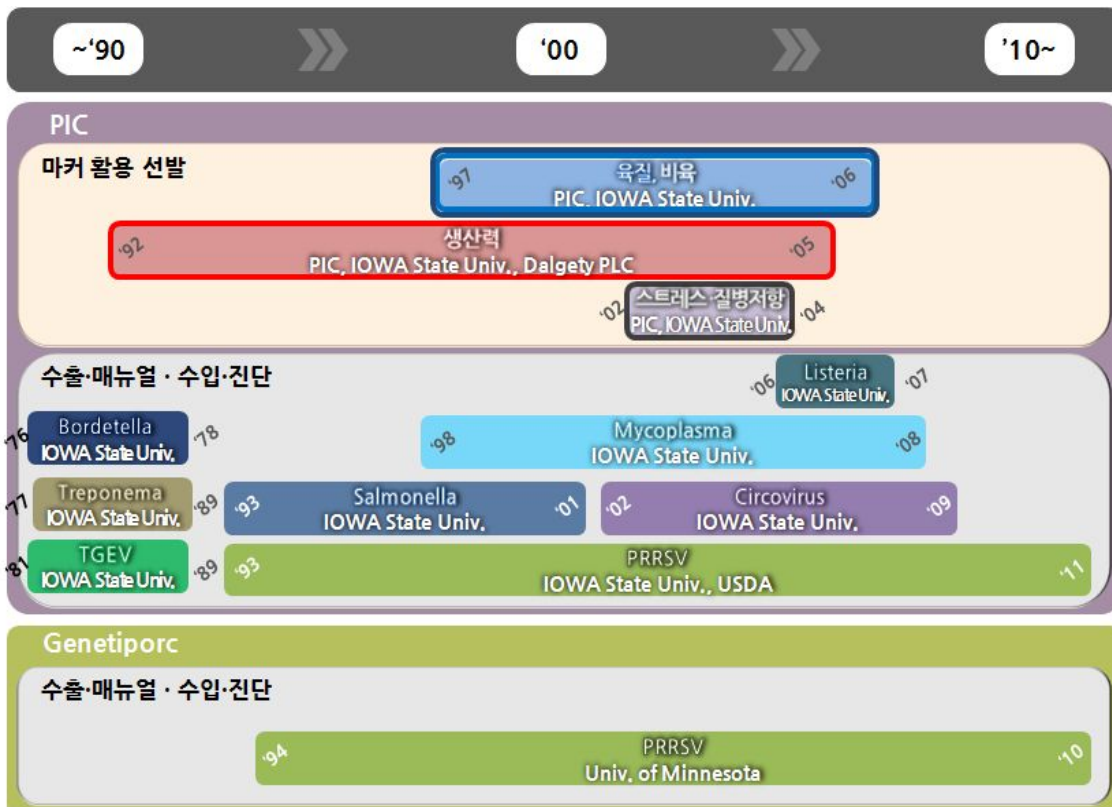 ~‘90
‘00
’10~
PIC
마커 활용 선발
‘97
육질, 비육
‘06
PIC, IOWA State Univ.
‘92
생산력
‘05
PIC, IOWA State Univ., Dalgety PLC
‘02
스트레스·질병저항
‘04
PIC, IOWA State Univ.
수출·매뉴얼 · 수입·진단
‘06
Listeria
‘07
IOWA State Univ.
‘76
Bordetella
‘78
IOWA State Univ.
‘98
Mycoplasma
‘08
IOWA State Univ.
‘77
Treponema
‘89
IOWA State Univ.
‘93
Salmonella
‘01
IOWA State Univ.
‘02
Circovirus
‘09
IOWA State Univ.
‘81
TGEV
‘89
IOWA State Univ.
‘93
PRRSV
‘11
IOWA State Univ., USDA
Genetiporc
수출·매뉴얼 · 수입·진단
‘94
PRRSV
‘10
Univ. of Minnesota